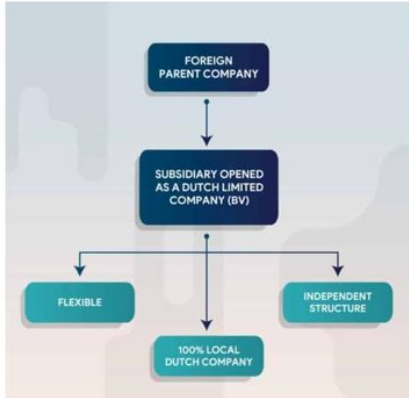 FOREIGN
PARENT COMPANY
SUBSIDIARY OPENED
AS A DUTCH LIMITED
COMPANY (BV)
FLEXIBLE
INDEPENDENT
STRUCTURE
100% LOCAL
DUTCH COMPANY